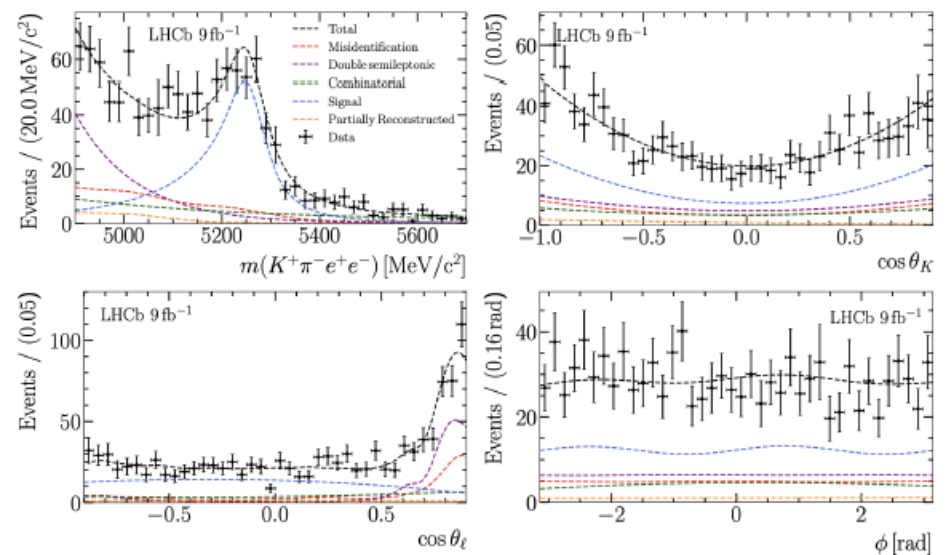 LHCb 9 fb⁻¹
Total
Misidentification
Double semileptonic
Combinatorial
Signal
Partially Reconstructed
Data
Events / (20.0 MeV/c²)
60
40
20
0
5000 5200 5400 5600
m(K⁺π⁻e⁺e⁻) [MeV/c²]
LHCb 9 fb⁻¹
Events / (0.05)
60
40
20
0
−1.0 −0.5 0.0 0.5
cos θ_K
LHCb 9 fb⁻¹
Events / (0.05)
100
50
0
−0.5 0.0 0.5
cos θ_ℓ
LHCb 9 fb⁻¹
Events / (0.16 rad)
40
20
0
−2 0 2
ϕ [rad]